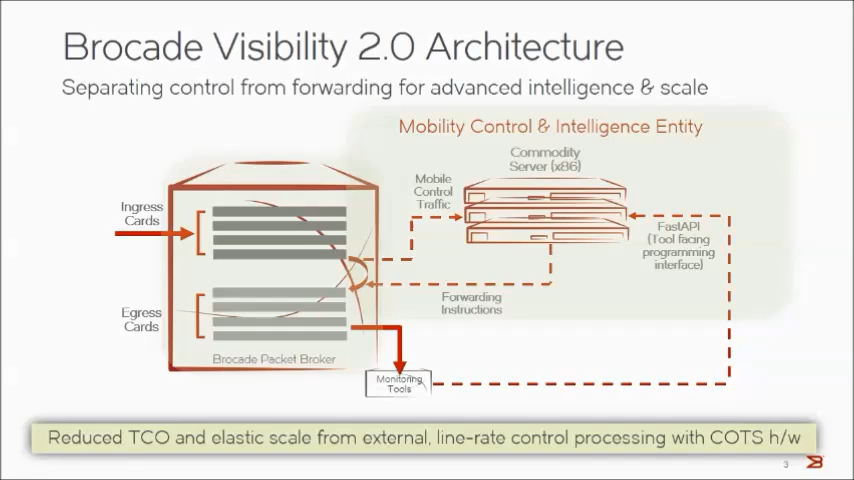 Brocade Visibility 2.0 Architecture
Separating control from forwarding for advanced intelligence & scale
Mobility Control & Intelligence Entity
Commodity
Server (x86)
Mobile
Control
Traffic
Ingress
Cards
FastAPI
(Tool facing
programming
interface)
Forwarding
Instructions
Egress
Cards
Brocade Packet Broker
Monitoring
Tools
Reduced TCO and elastic scale from external, line-rate control processing with COTS h/w
3